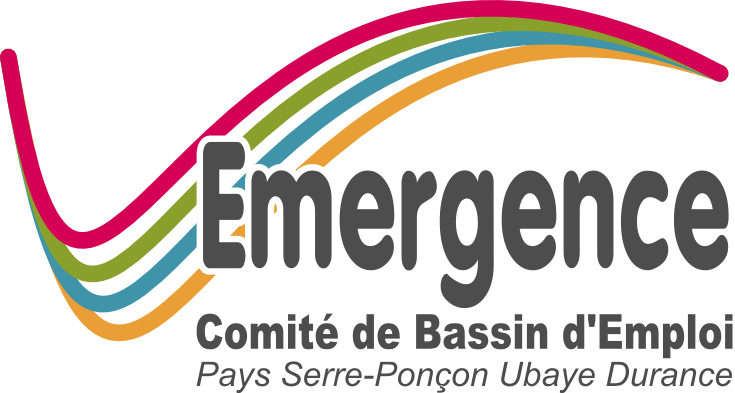 Emergence
Comité de Bassin d'Emploi
Pays Serre-Ponçon Ubaye Durance